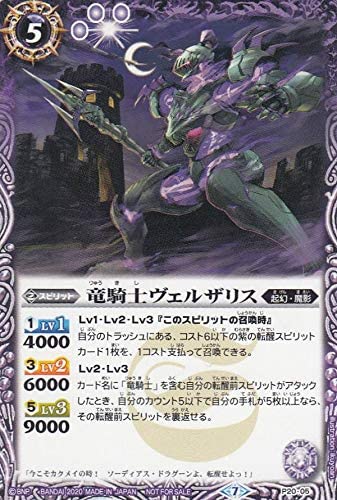 5
りゅう き し
②スピリット 竜騎士ヴェルザリス 起幻・魔影
1 Lv1 4000
Lv1・Lv2・Lv3『このスピリットの召喚時』
自分のトラッシュにある、コスト6以下の紫の転醒スピリット
カード1枚を、1コスト支払って召喚できる。
3 Lv2 6000
Lv2・Lv3
カード名に「竜騎士」を含む自分の転醒前スピリットがアタック
したとき、自分のカウント5以下で自分の手札が5枚以上なら、
その転醒前スピリットを裏返せる。
5 Lv3 9000
「今こそカクメイの時！ ソーディアス・ドラグーンよ、転醒せよっ！」
©BNP ©BANDAI 2020 MADE IN JAPAN NOT FOR SALE
7
P20-05